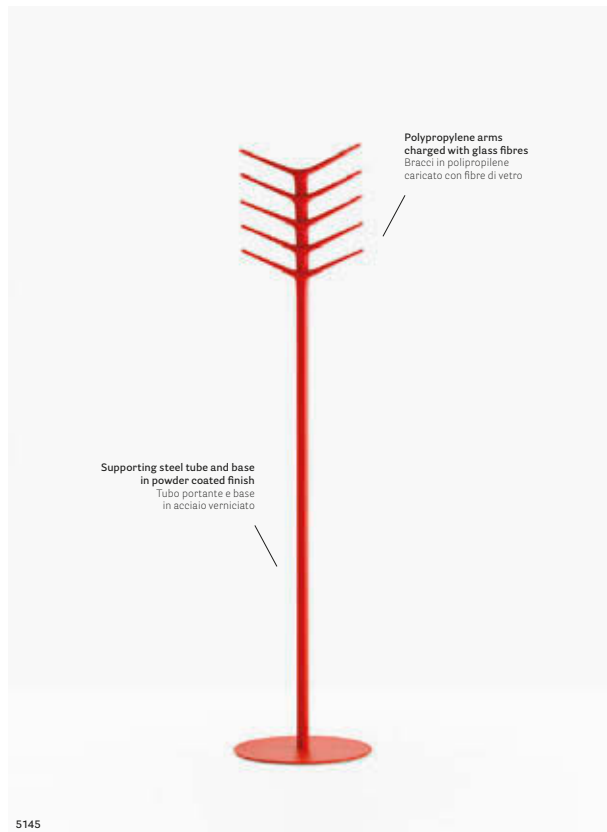 Polypropylene arms
charged with glass fibres
Bracci in polipropilene
caricato con fibre di vetro
Supporting steel tube and base
in powder coated finish
Tubo portante e base
in acciaio verniciato
5145